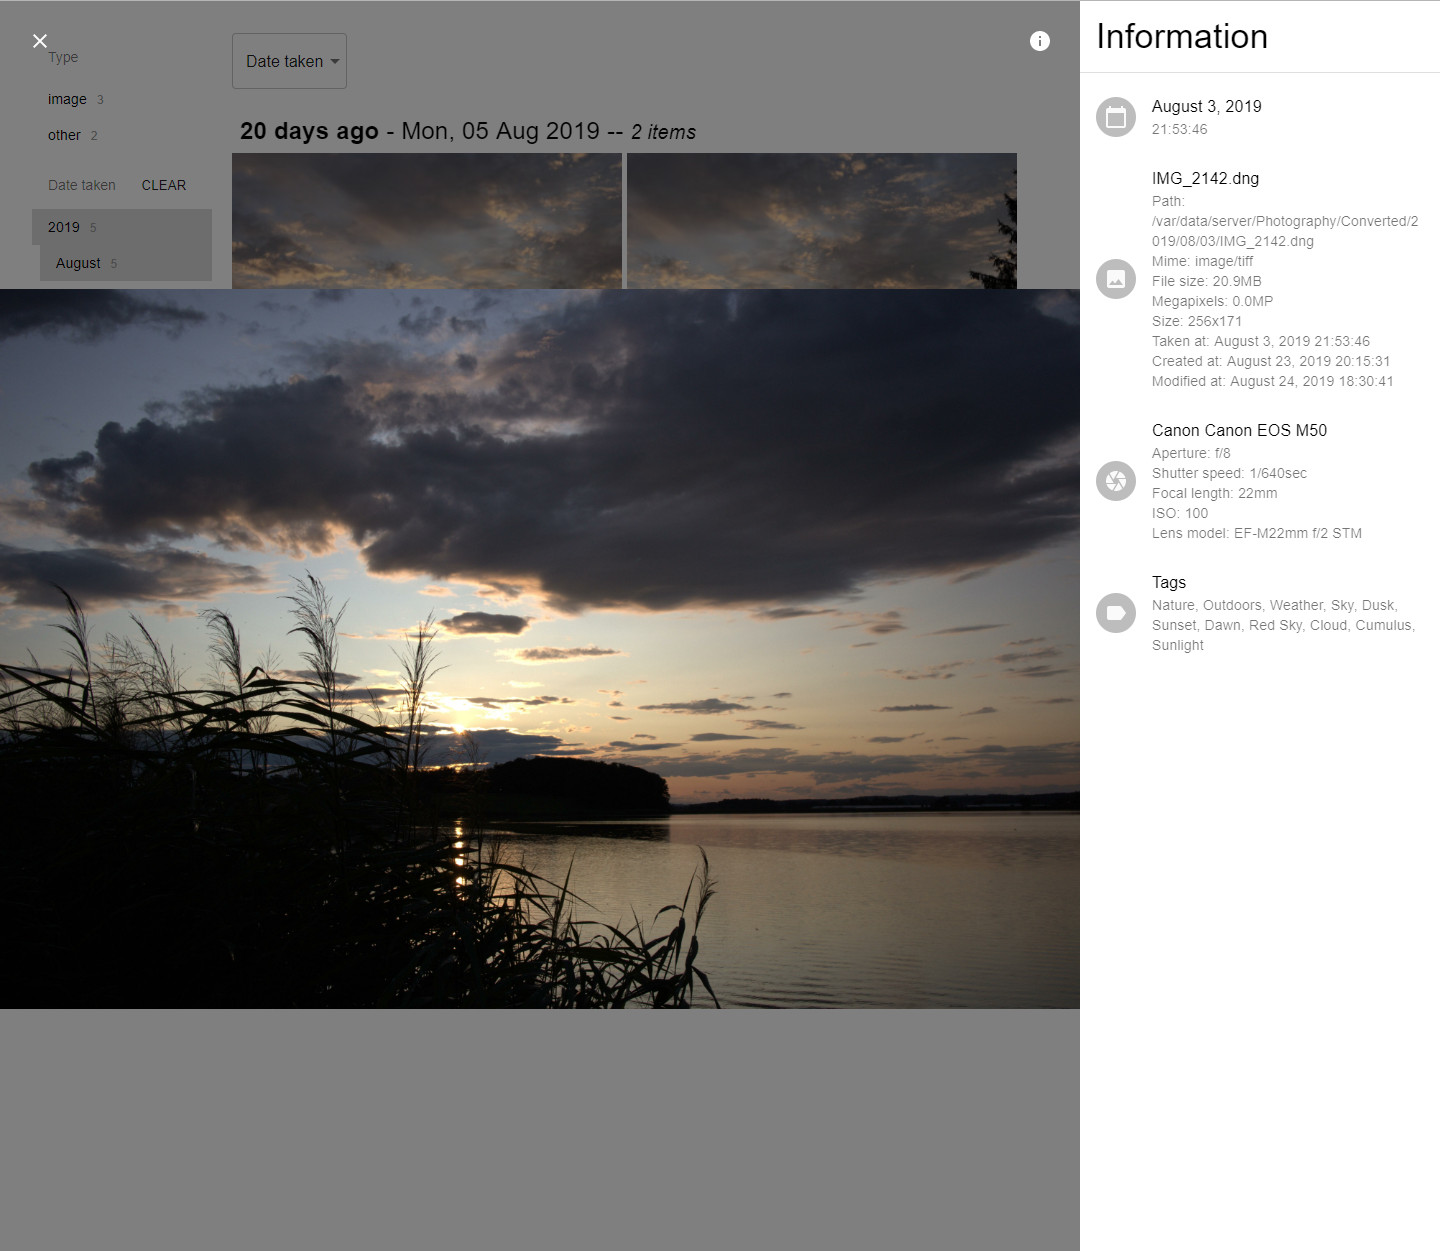 Type
image 3
other 2
Date taken CLEAR
2019 5
August 5
Date taken
20 days ago - Mon, 05 Aug 2019 -- 2 items
Information
August 3, 2019
21:53:46
IMG_2142.dng
Path:
/var/data/server/Photography/Converted/2
019/08/03/IMG_2142.dng
Mime: image/tiff
File size: 20.9MB
Megapixels: 0.0MP
Size: 256x171
Taken at: August 3, 2019 21:53:46
Created at: August 23, 2019 20:15:31
Modified at: August 24, 2019 18:30:41
Canon Canon EOS M50
Aperture: f/8
Shutter speed: 1/640sec
Focal length: 22mm
ISO: 100
Lens model: EF-M22mm f/2 STM
Tags
Nature, Outdoors, Weather, Sky, Dusk,
Sunset, Dawn, Red Sky, Cloud, Cumulus,
Sunlight